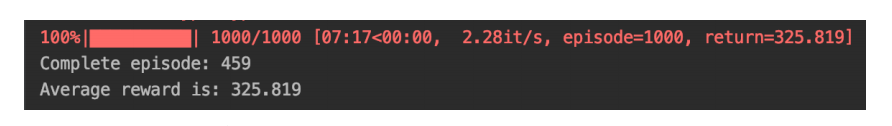 100%|██████████| 1000/1000 [07:17<00:00,  2.28it/s, episode=1000, return=325.819]
Complete episode: 459
Average reward is: 325.819